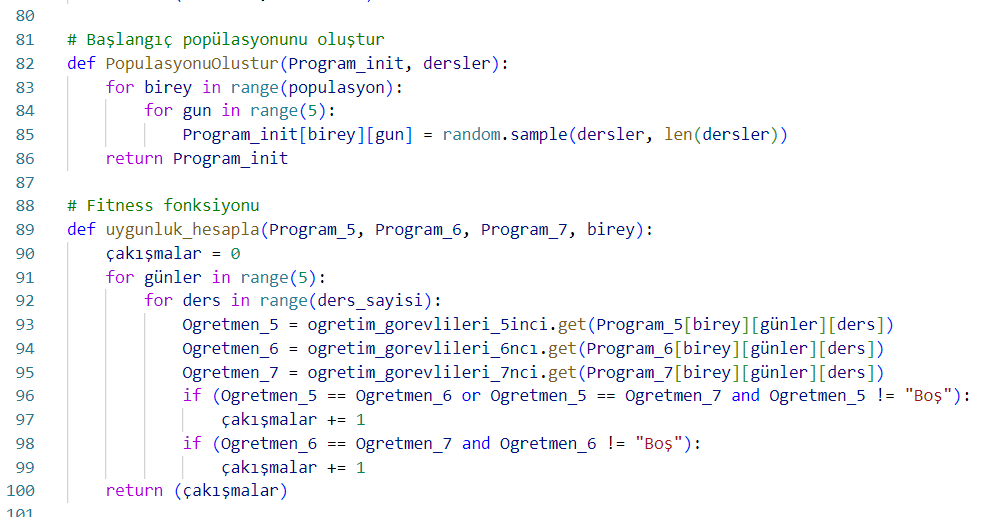 80
81 # Başlangıç popülasyonunu oluştur
82 def PopulasyonuOlustur(Program_init, dersler):
83     for birey in range(populasyon):
84         for gun in range(5):
85             Program_init[birey][gun] = random.sample(dersler, len(dersler))
86     return Program_init
87
88 # Fitness fonksiyonu
89 def uygunluk_hesapla(Program_5, Program_6, Program_7, birey):
90     çakışmalar = 0
91     for günler in range(5):
92         for ders in range(ders_sayisi):
93             Ogretmen_5 = ogretim_gorevlileri_5inci.get(Program_5[birey][günler][ders])
94             Ogretmen_6 = ogretim_gorevlileri_6ncı.get(Program_6[birey][günler][ders])
95             Ogretmen_7 = ogretim_gorevlileri_7nci.get(Program_7[birey][günler][ders])
96             if (Ogretmen_5 == Ogretmen_6 or Ogretmen_5 == Ogretmen_7 and Ogretmen_5 != "Boş"):
97                 çakışmalar += 1
98             if (Ogretmen_6 == Ogretmen_7 and Ogretmen_6 != "Boş"):
99                 çakışmalar += 1
100     return (çakışmalar)
101